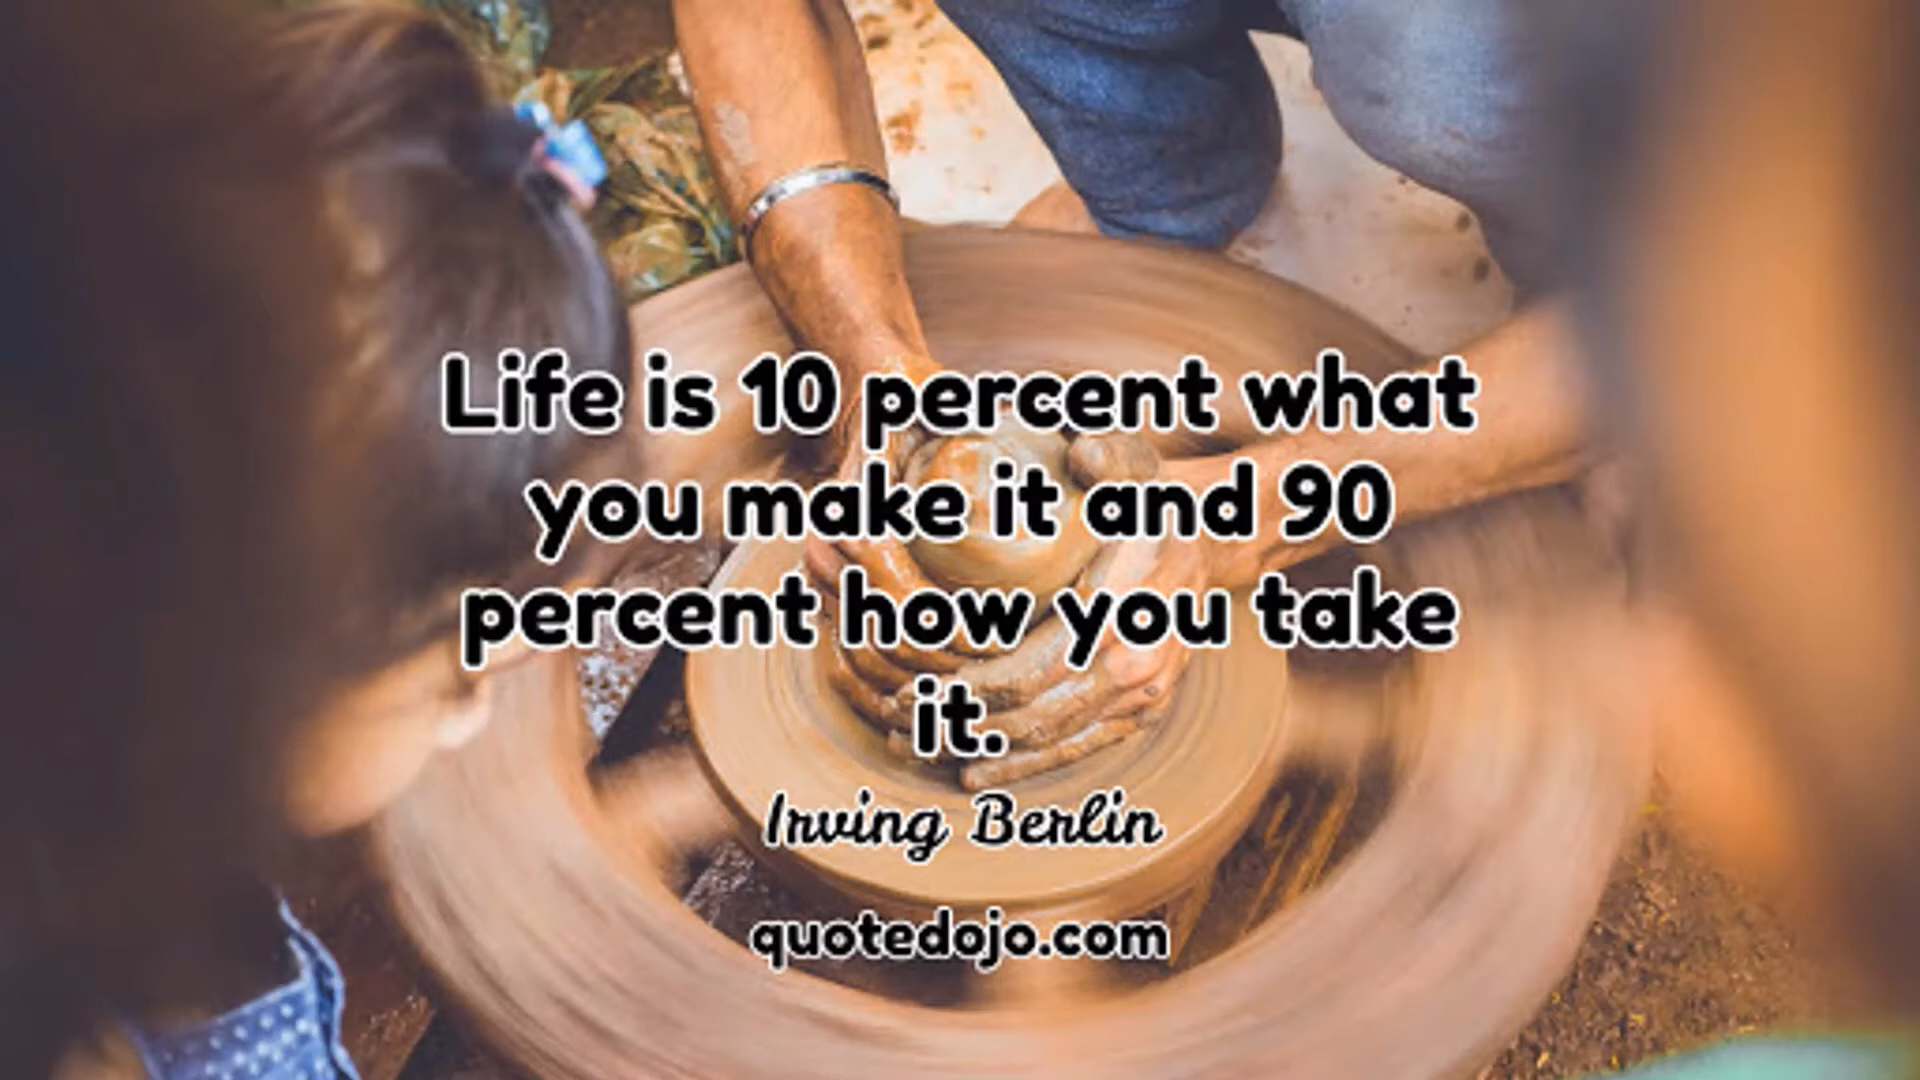 Life is 10 percent what
you make it and 90
percent how you take
it.
Irving Berlin
quotedojo.com